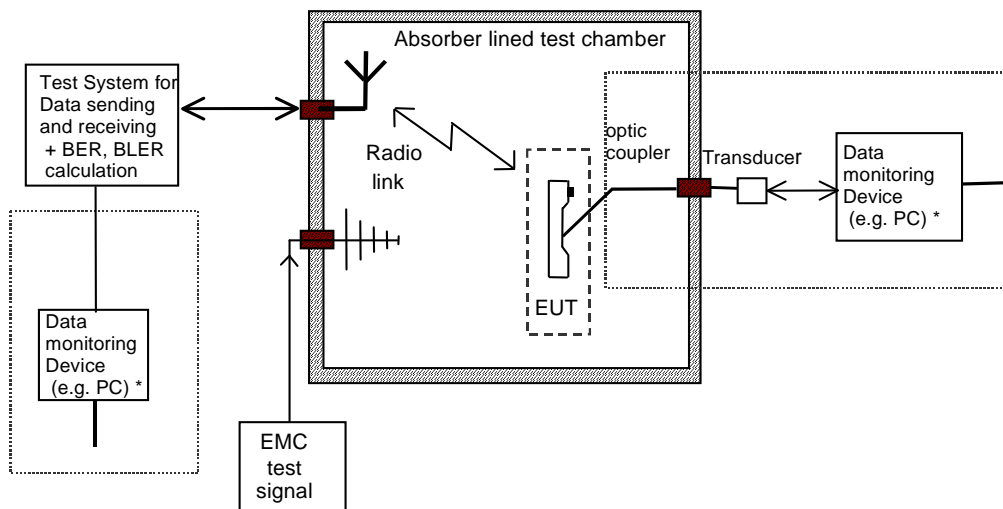 Absorber lined test chamber
Test System for
Data sending
and receiving
+ BER, BLER
calculation
Radio
link
optic
coupler
Transducer
Data
monitoring
Device
(e.g. PC) *
EUT
Data
monitoring
Device
(e.g. PC) *
EMC
test
signal